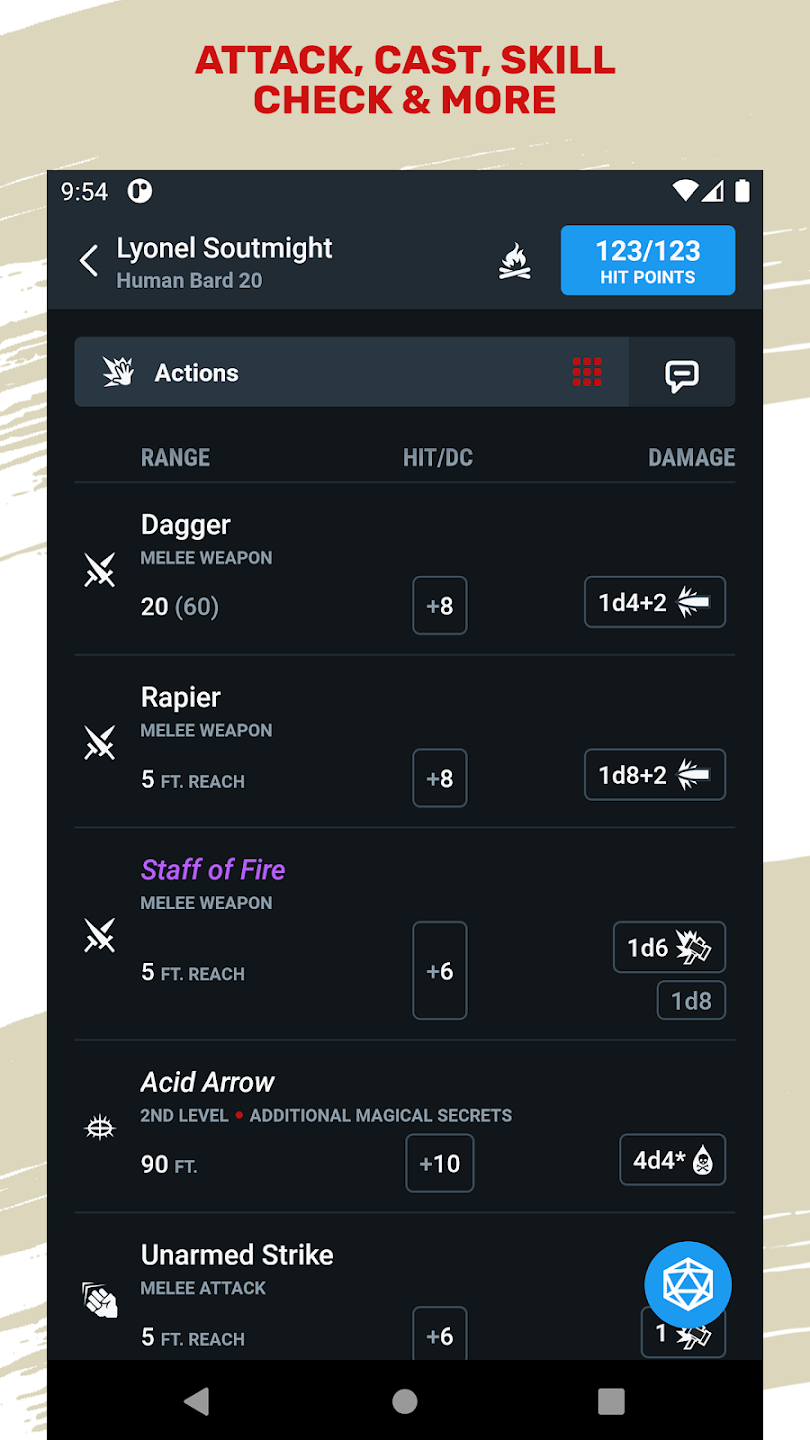 ATTACK, CAST, SKILL
CHECK & MORE
9:54
Lyonel Soutmight
Human Bard 20
123/123
HIT POINTS
Actions
RANGE HIT/DC DAMAGE
Dagger
MELEE WEAPON
20 (60) +8 1d4+2
Rapier
MELEE WEAPON
5 FT. REACH +8 1d8+2
Staff of Fire
MELEE WEAPON
5 FT. REACH +6 1d6
1d8
Acid Arrow
2ND LEVEL • ADDITIONAL MAGICAL SECRETS
90 FT. +10 4d4*
Unarmed Strike
MELEE ATTACK
5 FT. REACH +6 1